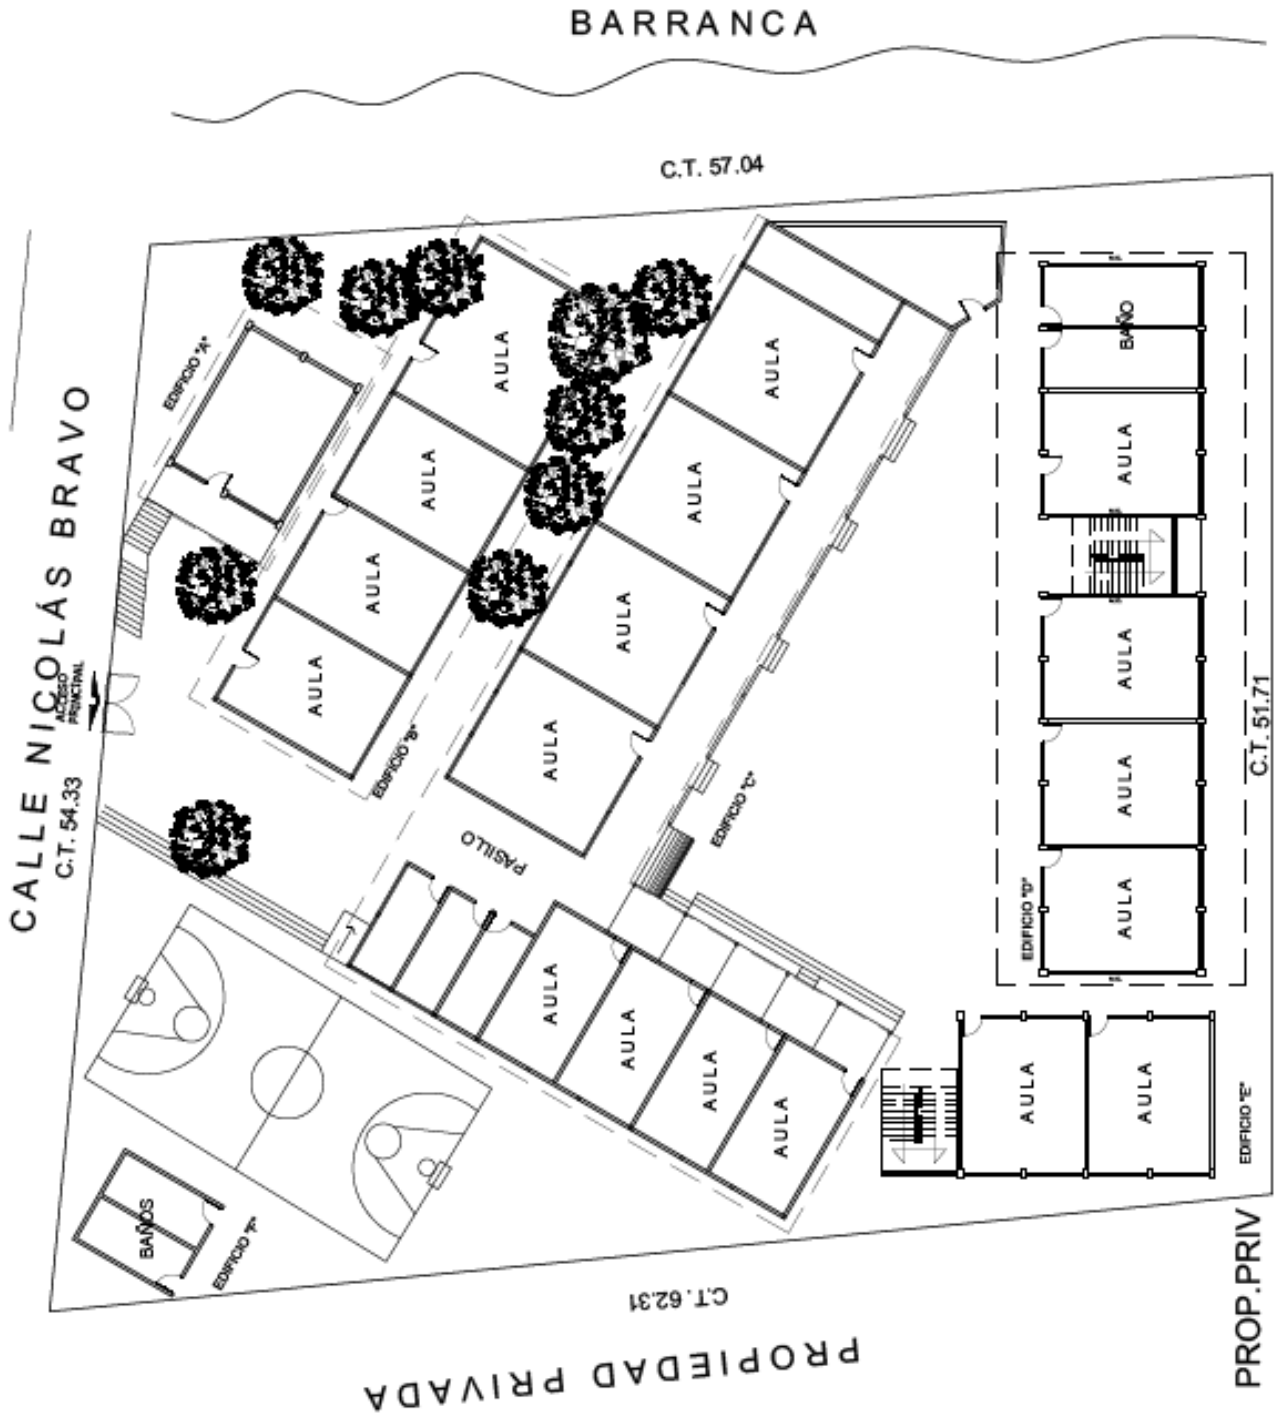 BARRANCA
C.T. 57.04
CALLE NICOLÁS BRAVO
C.T. 54.33
ACCESO
PRINCIPAL
EDIFICIO "A"
AULA
AULA
AULA
AULA
EDIFICIO "B"
AULA
AULA
AULA
AULA
PASILLO
EDIFICIO "C"
AULA
AULA
AULA
AULA
BAÑO
AULA
AULA
AULA
AULA
EDIFICIO "D"
C.T. 51.71
AULA
AULA
EDIFICIO "E"
BAÑOS
EDIFICIO "F"
C.T. 62.31
PROPIEDAD PRIVADA
PROP.PRIV